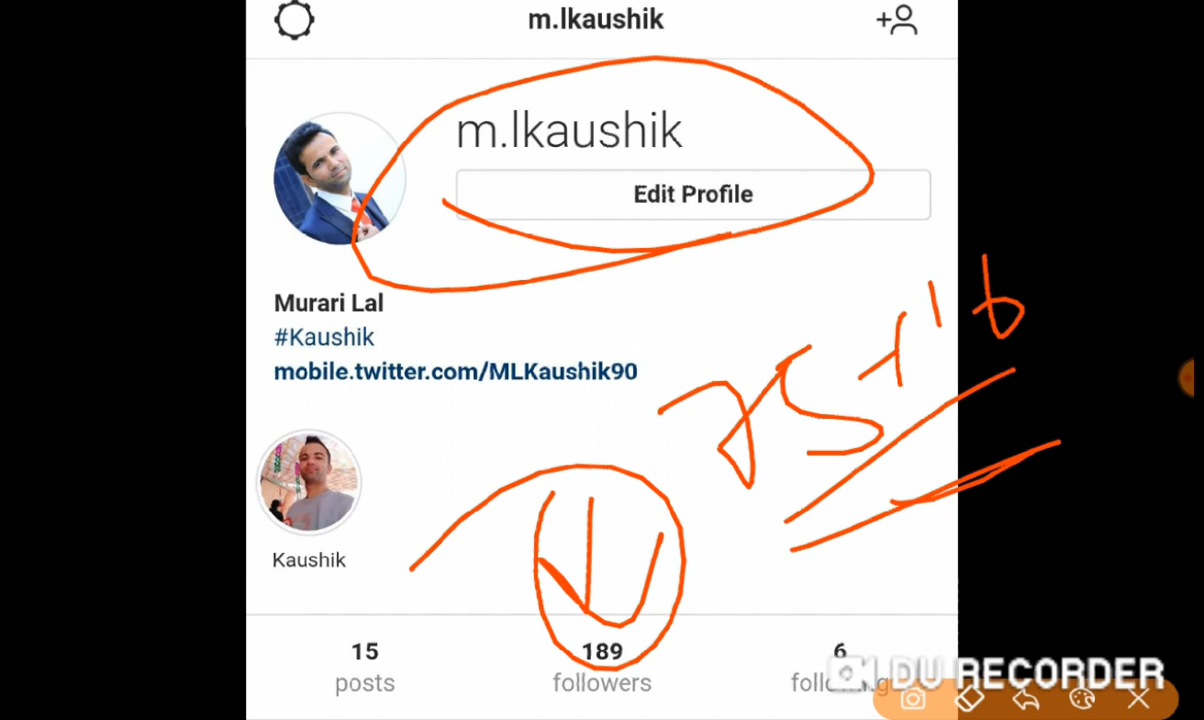 m.lkaushik
m.lkaushik
Edit Profile
Murari Lal
#Kaushik
mobile.twitter.com/MLKaushik90
Kaushik
15 189 6
posts followers
DU RECORDER